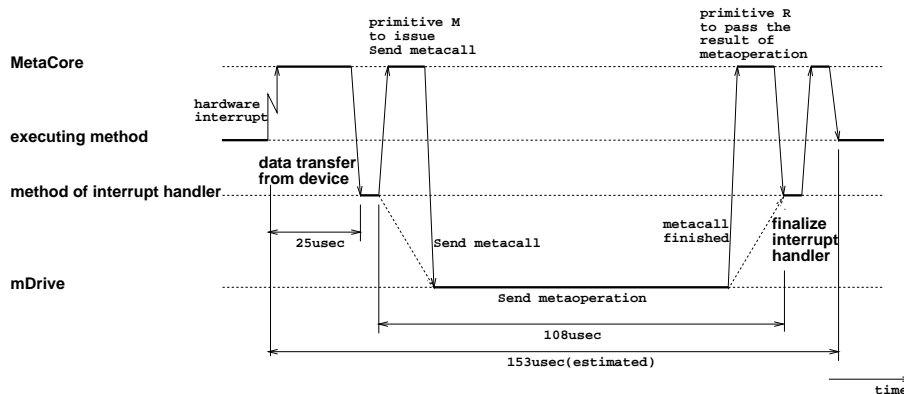 primitive M
to issue
Send metacall
primitive R
to pass the
result of
metaoperation
MetaCore
hardware
interrupt
executing method
data transfer
from device
method of interrupt handler
25usec
Send metacall
metacall
finished
finalize
interrupt
handler
mDrive
Send metaoperation
108usec
153usec(estimated)
time